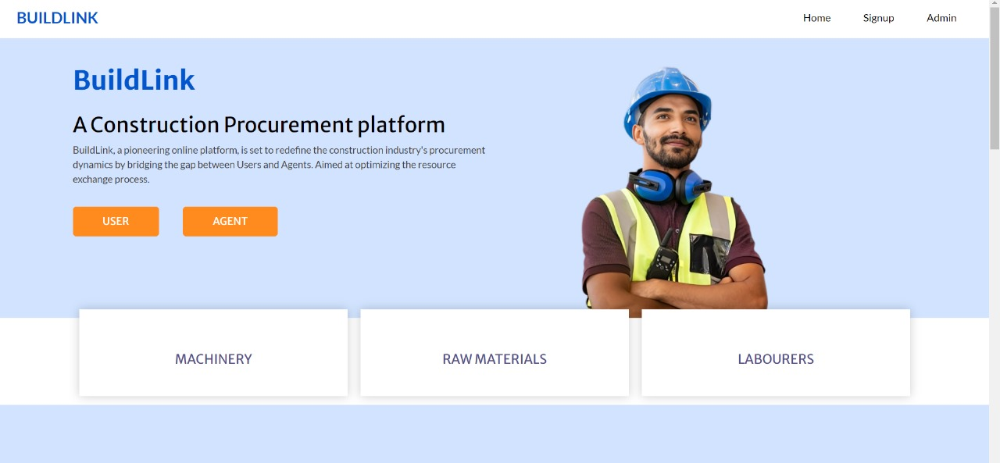 BUILDLINK
Home Signup Admin
BuildLink
A Construction Procurement platform
BuildLink, a pioneering online platform, is set to redefine the construction industry's procurement
dynamics by bridging the gap between Users and Agents. Aimed at optimizing the resource
exchange process.
USER AGENT
MACHINERY RAW MATERIALS LABOURERS